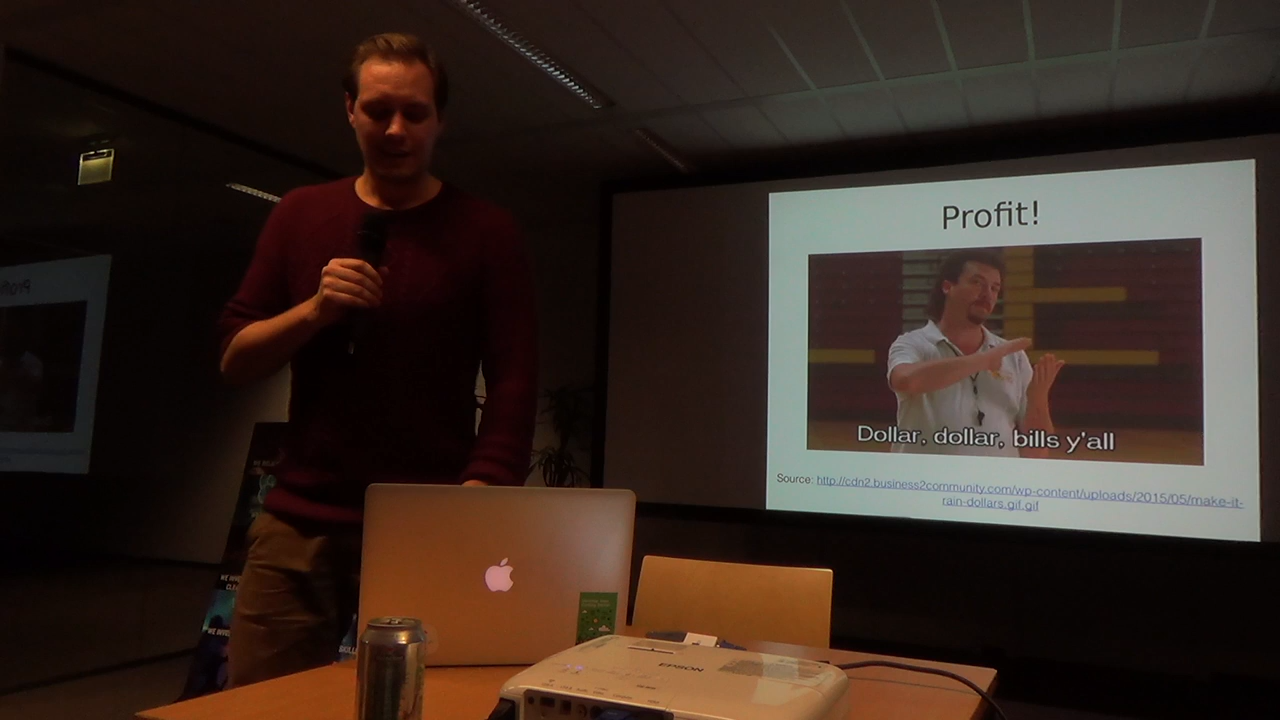 Profit!
Dollar, dollar, bills y'all
Source: http://cdn2.business2community.com/wp-content/uploads/2015/05/make-it-
rain-dollars.gif.gif
EPSON